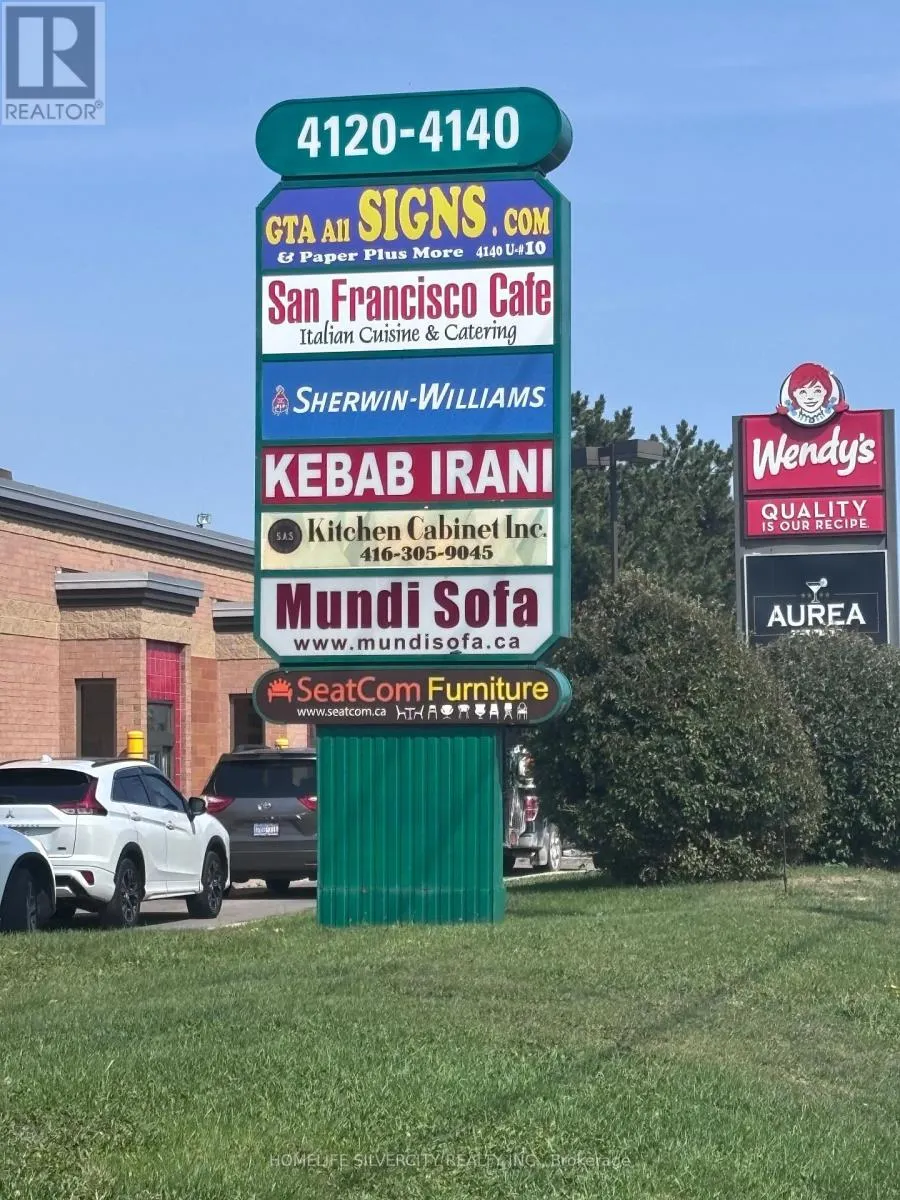 R
REALTOR®
4120-4140
GTA All SIGNS.COM
& Paper Plus More 4140 U-#10
San Francisco Cafe
Italian Cuisine & Catering
SHERWIN-WILLIAMS.
KEBAB IRANI
S.A.S Kitchen Cabinet Inc.
416-305-9045
Mundi Sofa
www.mundisofa.ca
SeatCom Furniture
www.seatcom.ca
Wendy's
QUALITY
IS OUR RECIPE.
AUREA
HOMELIFE SILVERCITY REALTY INC., Brokerage